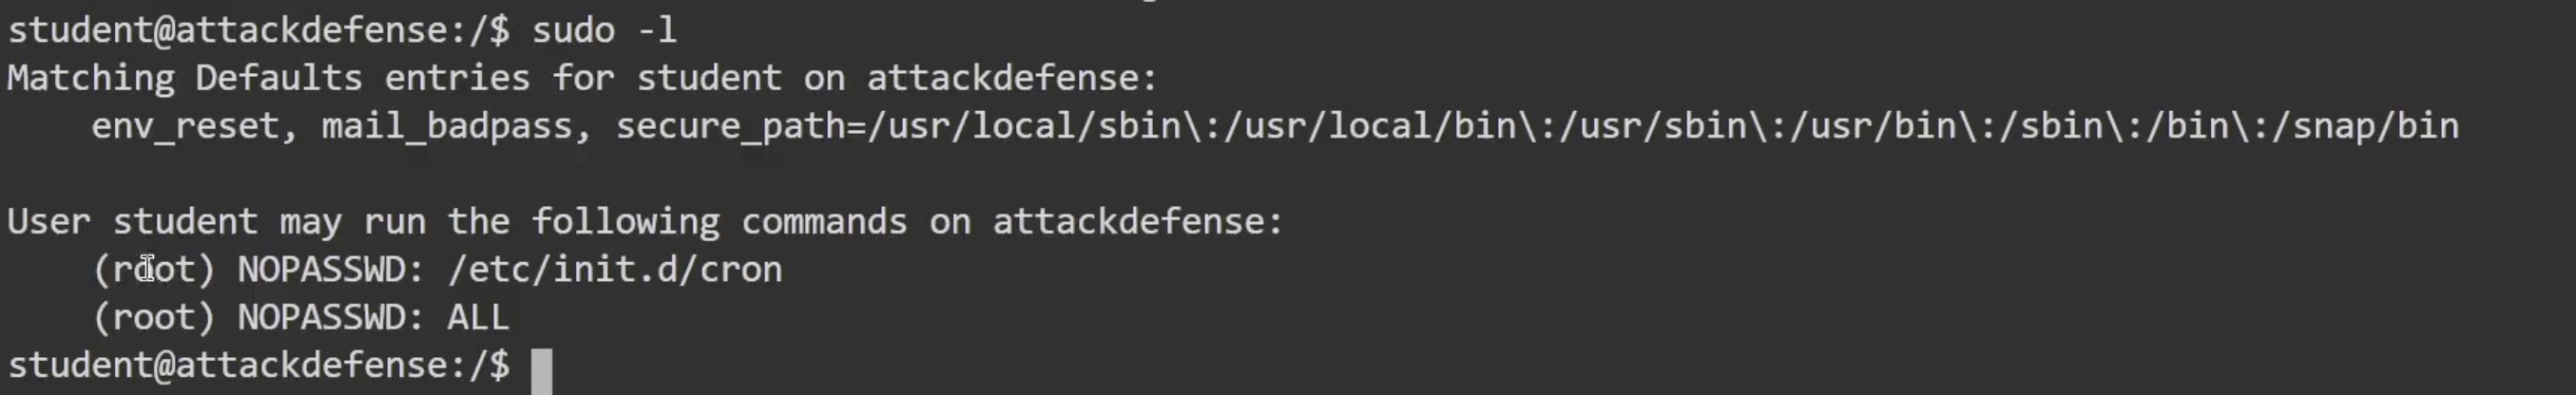 student@attackdefense:/$ sudo -l
Matching Defaults entries for student on attackdefense:
    env_reset, mail_badpass, secure_path=/usr/local/sbin\:/usr/local/bin\:/usr/sbin\:/usr/bin\:/sbin\:/bin\:/snap/bin

User student may run the following commands on attackdefense:
    (root) NOPASSWD: /etc/init.d/cron
    (root) NOPASSWD: ALL
student@attackdefense:/$